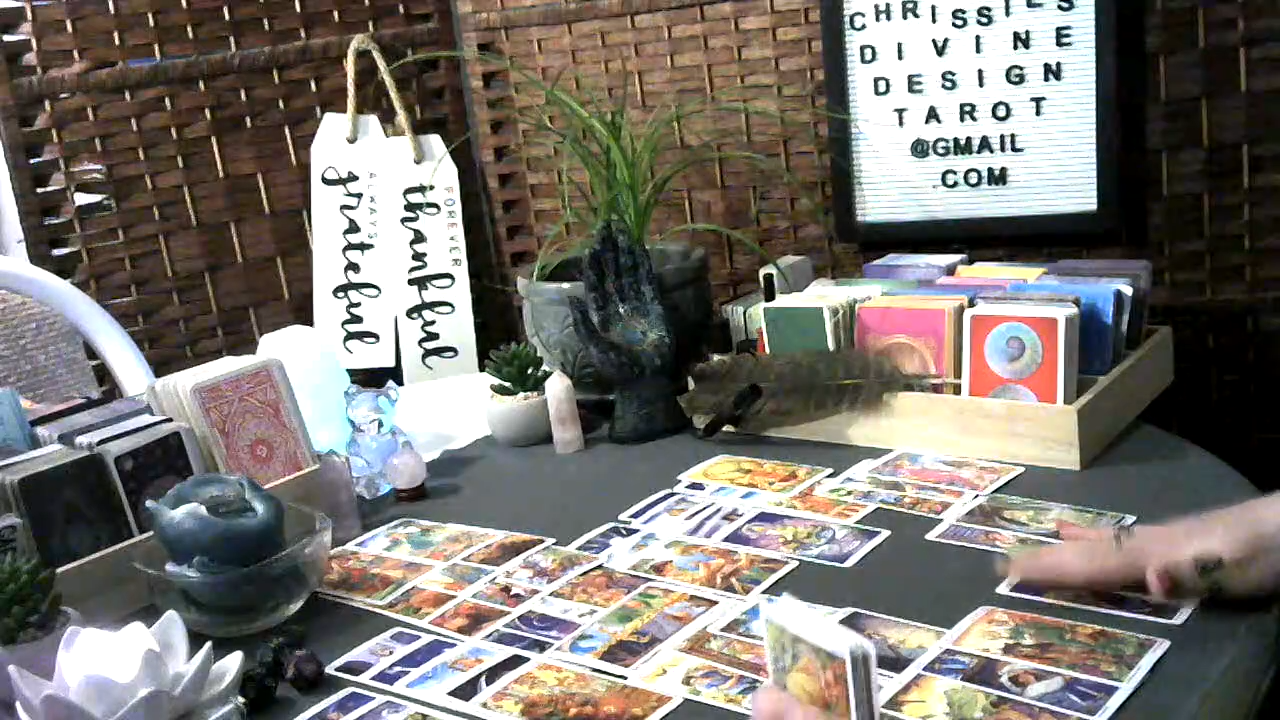 ALWAYS
grateful
FOREVER
thankful
CHRISSIES
DIVINE
DESIGN
TAROT
@GMAIL
.COM